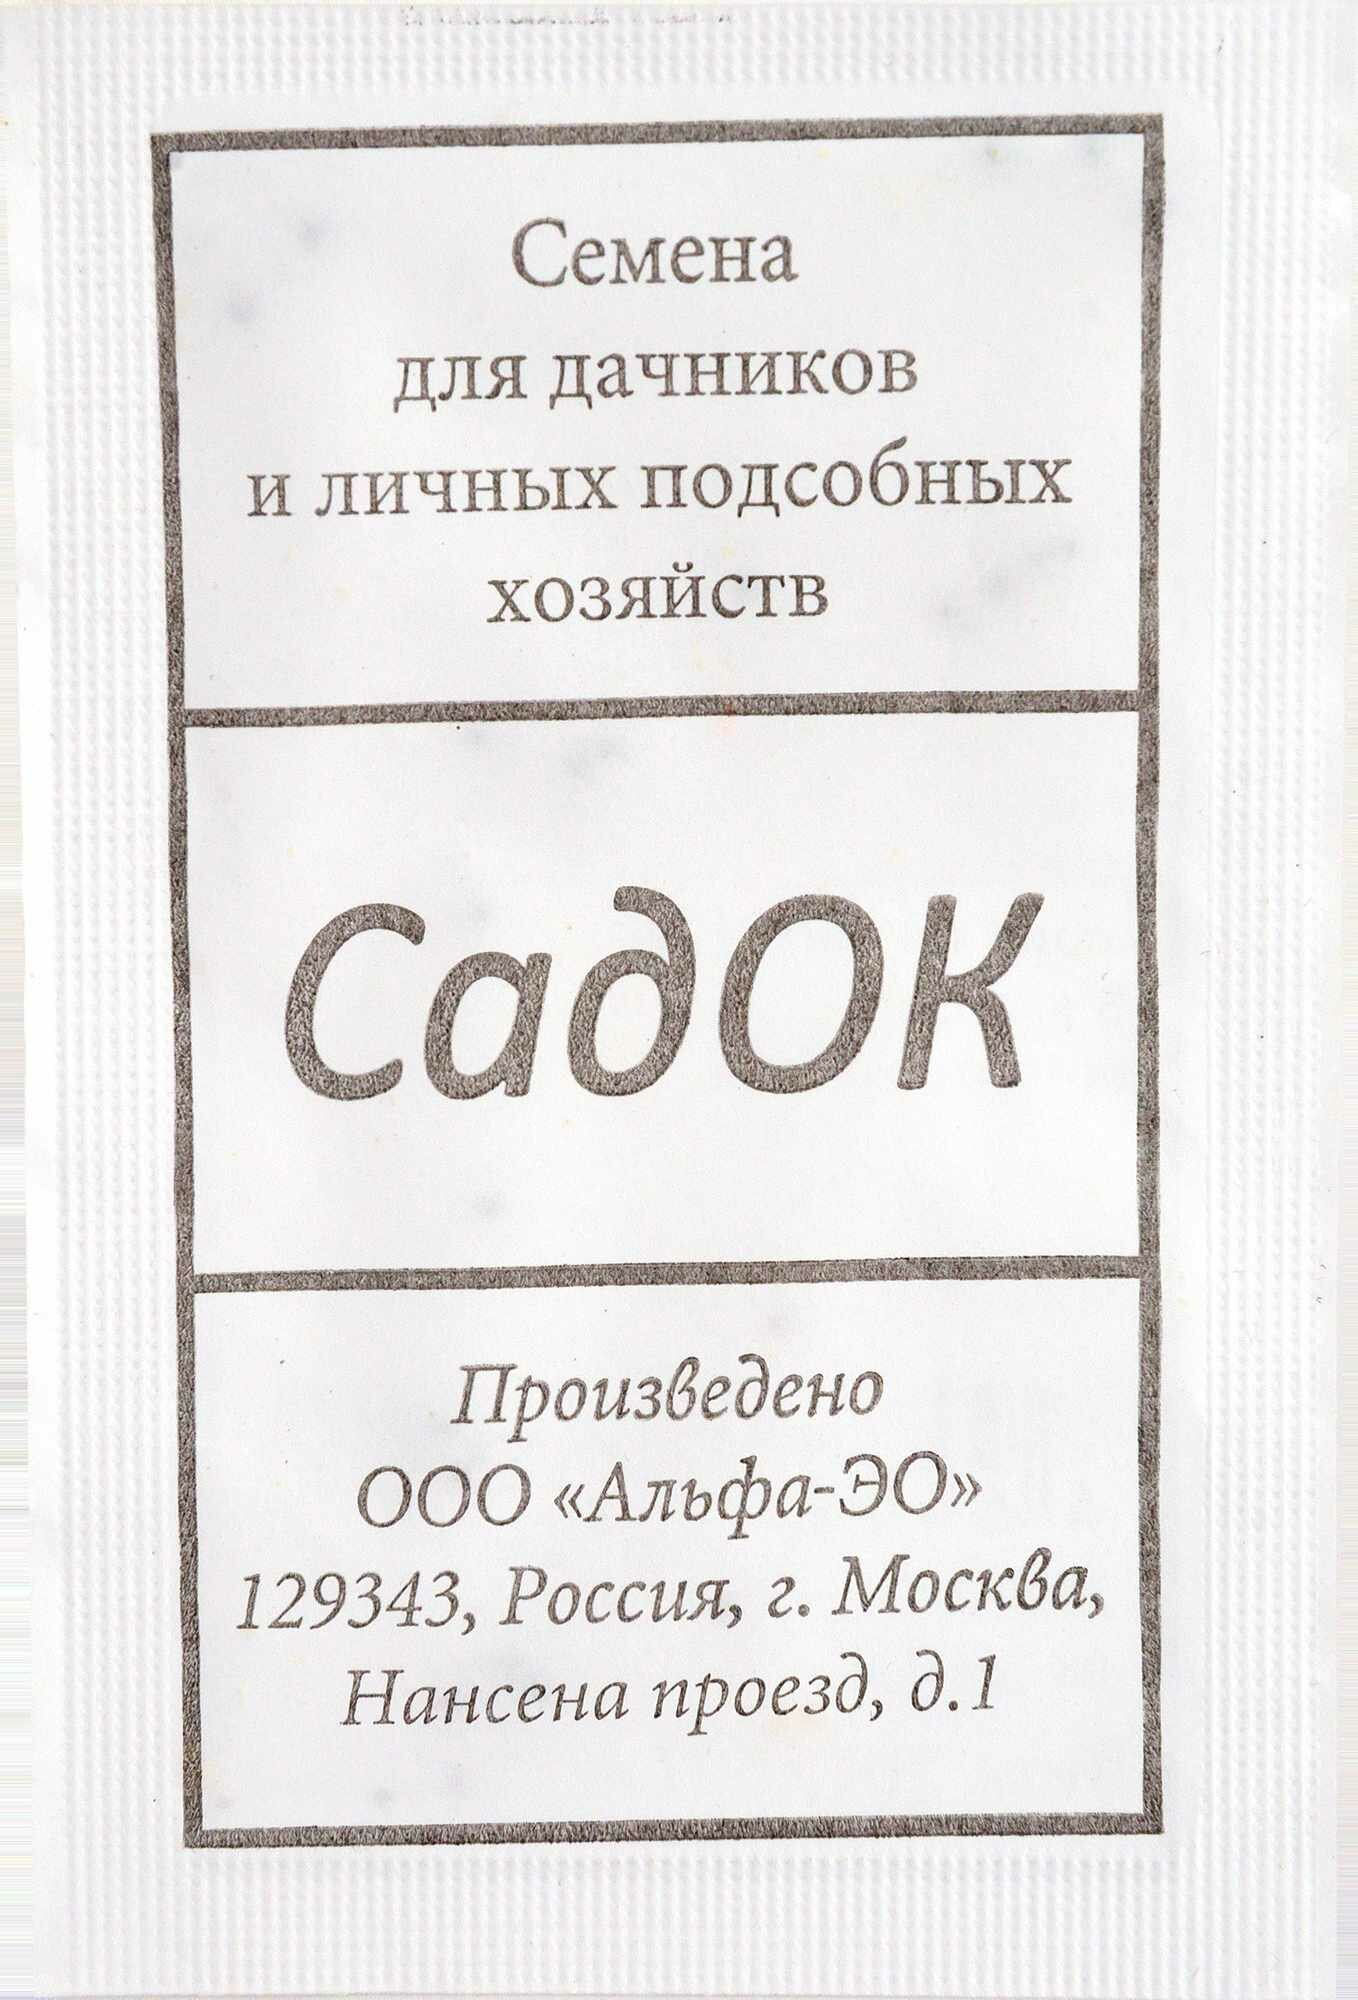 Семена
для дачников
и личных подсобных
хозяйств
СадОК
Произведено
ООО «Альфа-ЭО»
129343, Россия, г. Москва,
Нансена проезд, д.1